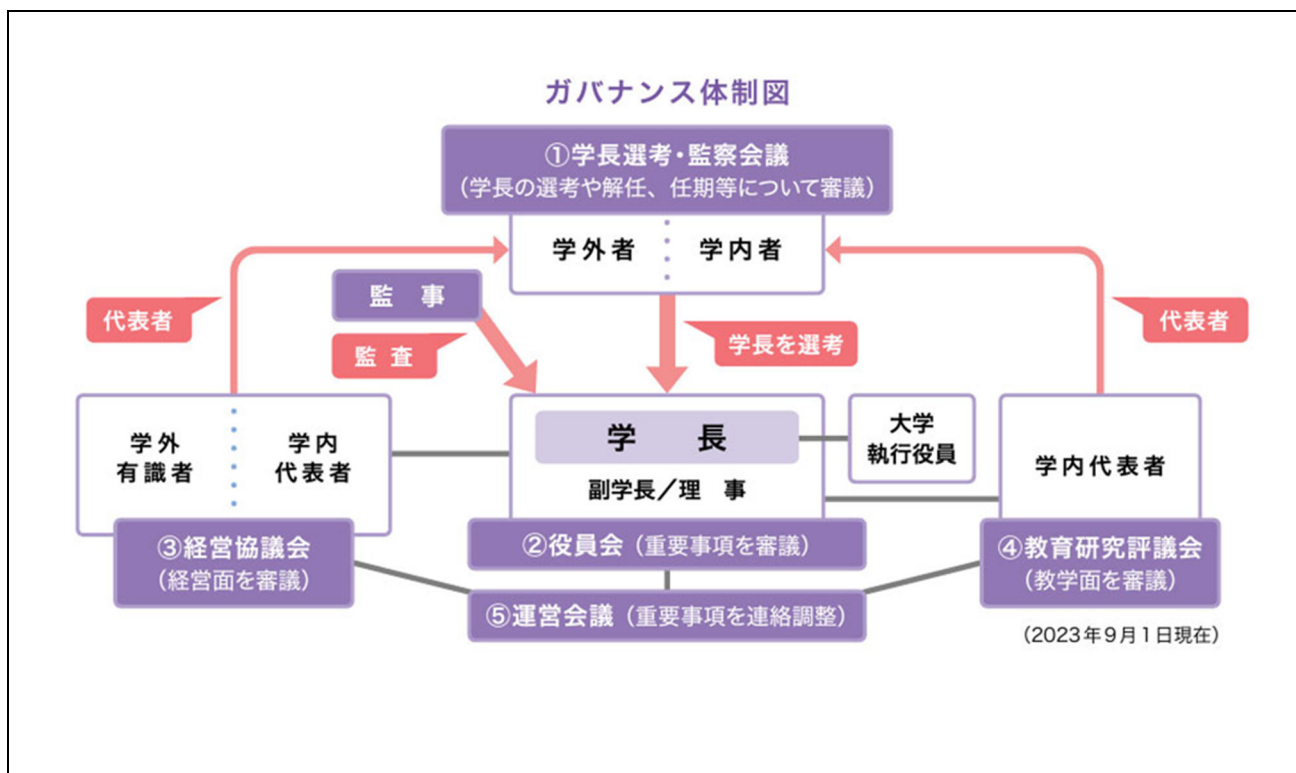 ガバナンス体制図
①学長選考・監察会議
(学長の選考や解任、任期等について審議)
学外者
学内者
監 事
代表者
監 査
学長を選考
代表者
学外
有識者
学内
代表者
学 長
副学長/理 事
大学
執行役員
学内代表者
③経営協議会
(経営面を審議)
②役員会(重要事項を審議)
④教育研究評議会
(教学面を審議)
⑤運営会議(重要事項を連絡調整)
(2023年9月1日現在)